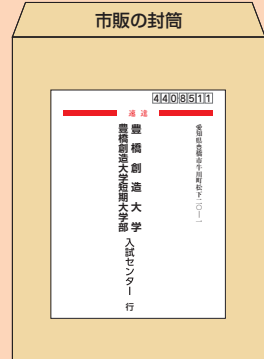 市販の封筒
4408511
速達
愛知県豊橋市牛川町松下二〇―一
豊橋創造大学
豊橋創造大学短期大学部
入試センター 行